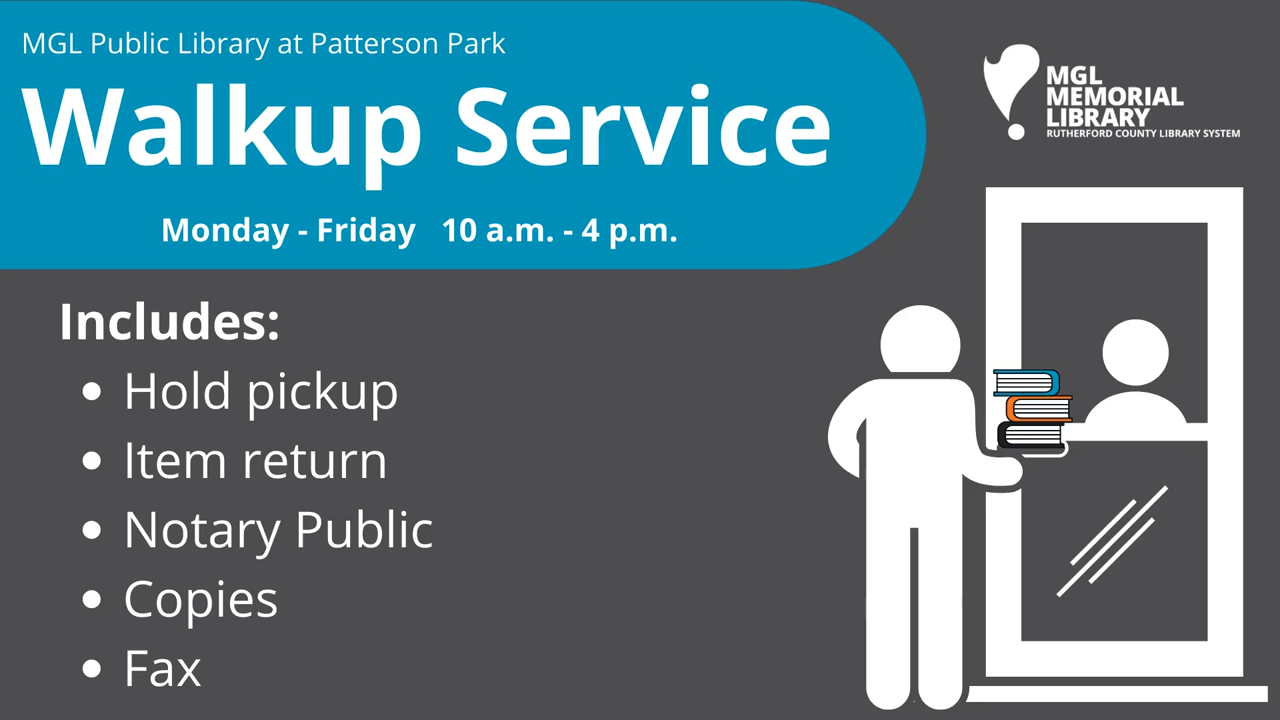 MGL Public Library at Patterson Park
Walkup Service
Monday - Friday 10 a.m. - 4 p.m.
MGL
MEMORIAL
LIBRARY
RUTHERFORD COUNTY LIBRARY SYSTEM
Includes:
• Hold pickup
• Item return
• Notary Public
• Copies
• Fax